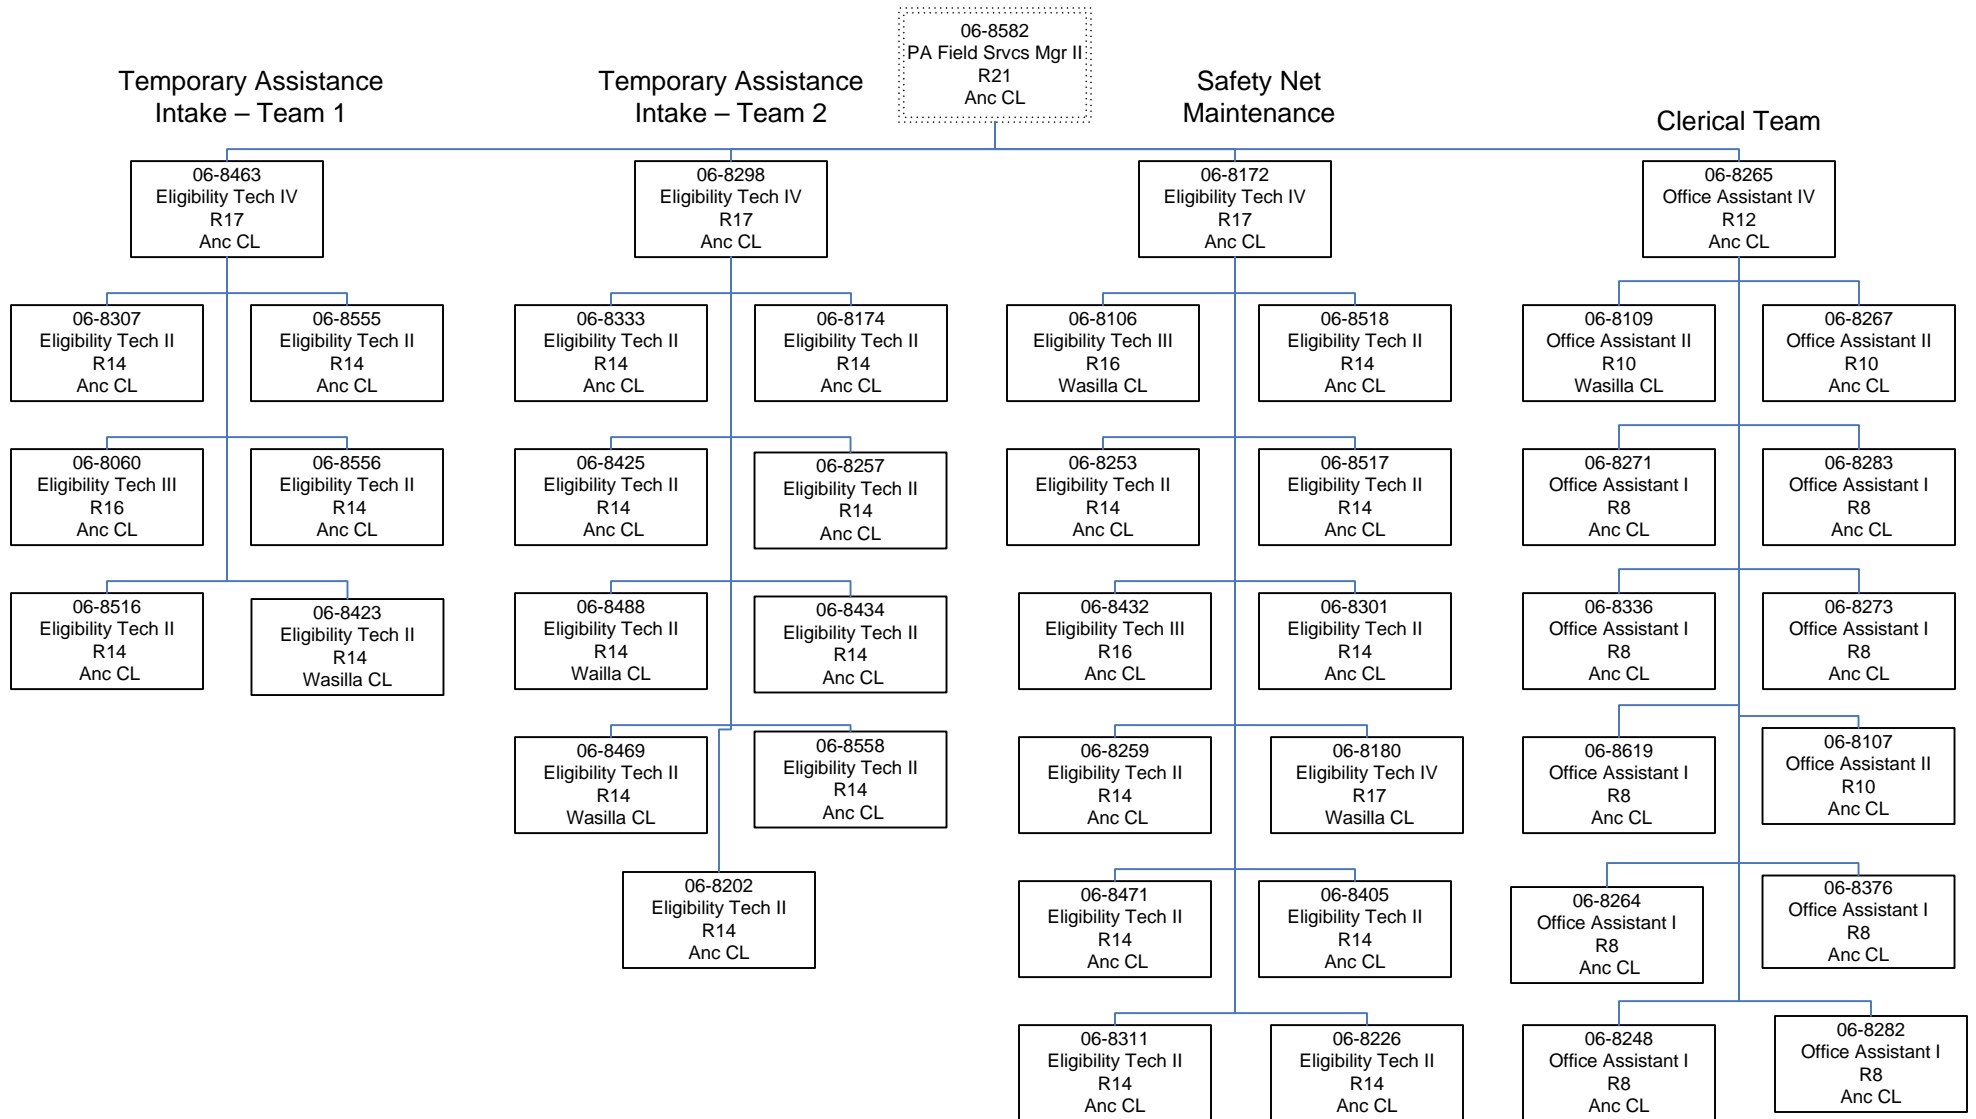 06-8582
PA Field Srvcs Mgr II
R21
Anc CL
Temporary Assistance
Intake – Team 1
Temporary Assistance
Intake – Team 2
Safety Net
Maintenance
Clerical Team
06-8463
Eligibility Tech IV
R17
Anc CL
06-8298
Eligibility Tech IV
R17
Anc CL
06-8172
Eligibility Tech IV
R17
Anc CL
06-8265
Office Assistant IV
R12
Anc CL
06-8307
Eligibility Tech II
R14
Anc CL
06-8555
Eligibility Tech II
R14
Anc CL
06-8333
Eligibility Tech II
R14
Anc CL
06-8174
Eligibility Tech II
R14
Anc CL
06-8106
Eligibility Tech III
R16
Wasilla CL
06-8518
Eligibility Tech II
R14
Anc CL
06-8109
Office Assistant II
R10
Wasilla CL
06-8267
Office Assistant II
R10
Anc CL
06-8060
Eligibility Tech III
R16
Anc CL
06-8556
Eligibility Tech II
R14
Anc CL
06-8425
Eligibility Tech II
R14
Anc CL
06-8257
Eligibility Tech II
R14
Anc CL
06-8253
Eligibility Tech II
R14
Anc CL
06-8517
Eligibility Tech II
R14
Anc CL
06-8271
Office Assistant I
R8
Anc CL
06-8283
Office Assistant I
R8
Anc CL
06-8516
Eligibility Tech II
R14
Anc CL
06-8423
Eligibility Tech II
R14
Wasilla CL
06-8488
Eligibility Tech II
R14
Wailla CL
06-8434
Eligibility Tech II
R14
Anc CL
06-8432
Eligibility Tech III
R16
Anc CL
06-8301
Eligibility Tech II
R14
Anc CL
06-8336
Office Assistant I
R8
Anc CL
06-8273
Office Assistant I
R8
Anc CL
06-8469
Eligibility Tech II
R14
Wasilla CL
06-8558
Eligibility Tech II
R14
Anc CL
06-8259
Eligibility Tech II
R14
Anc CL
06-8180
Eligibility Tech IV
R17
Wasilla CL
06-8619
Office Assistant I
R8
Anc CL
06-8107
Office Assistant II
R10
Anc CL
06-8202
Eligibility Tech II
R14
Anc CL
06-8471
Eligibility Tech II
R14
Anc CL
06-8405
Eligibility Tech II
R14
Anc CL
06-8264
Office Assistant I
R8
Anc CL
06-8376
Office Assistant I
R8
Anc CL
06-8311
Eligibility Tech II
R14
Anc CL
06-8226
Eligibility Tech II
R14
Anc CL
06-8248
Office Assistant I
R8
Anc CL
06-8282
Office Assistant I
R8
Anc CL